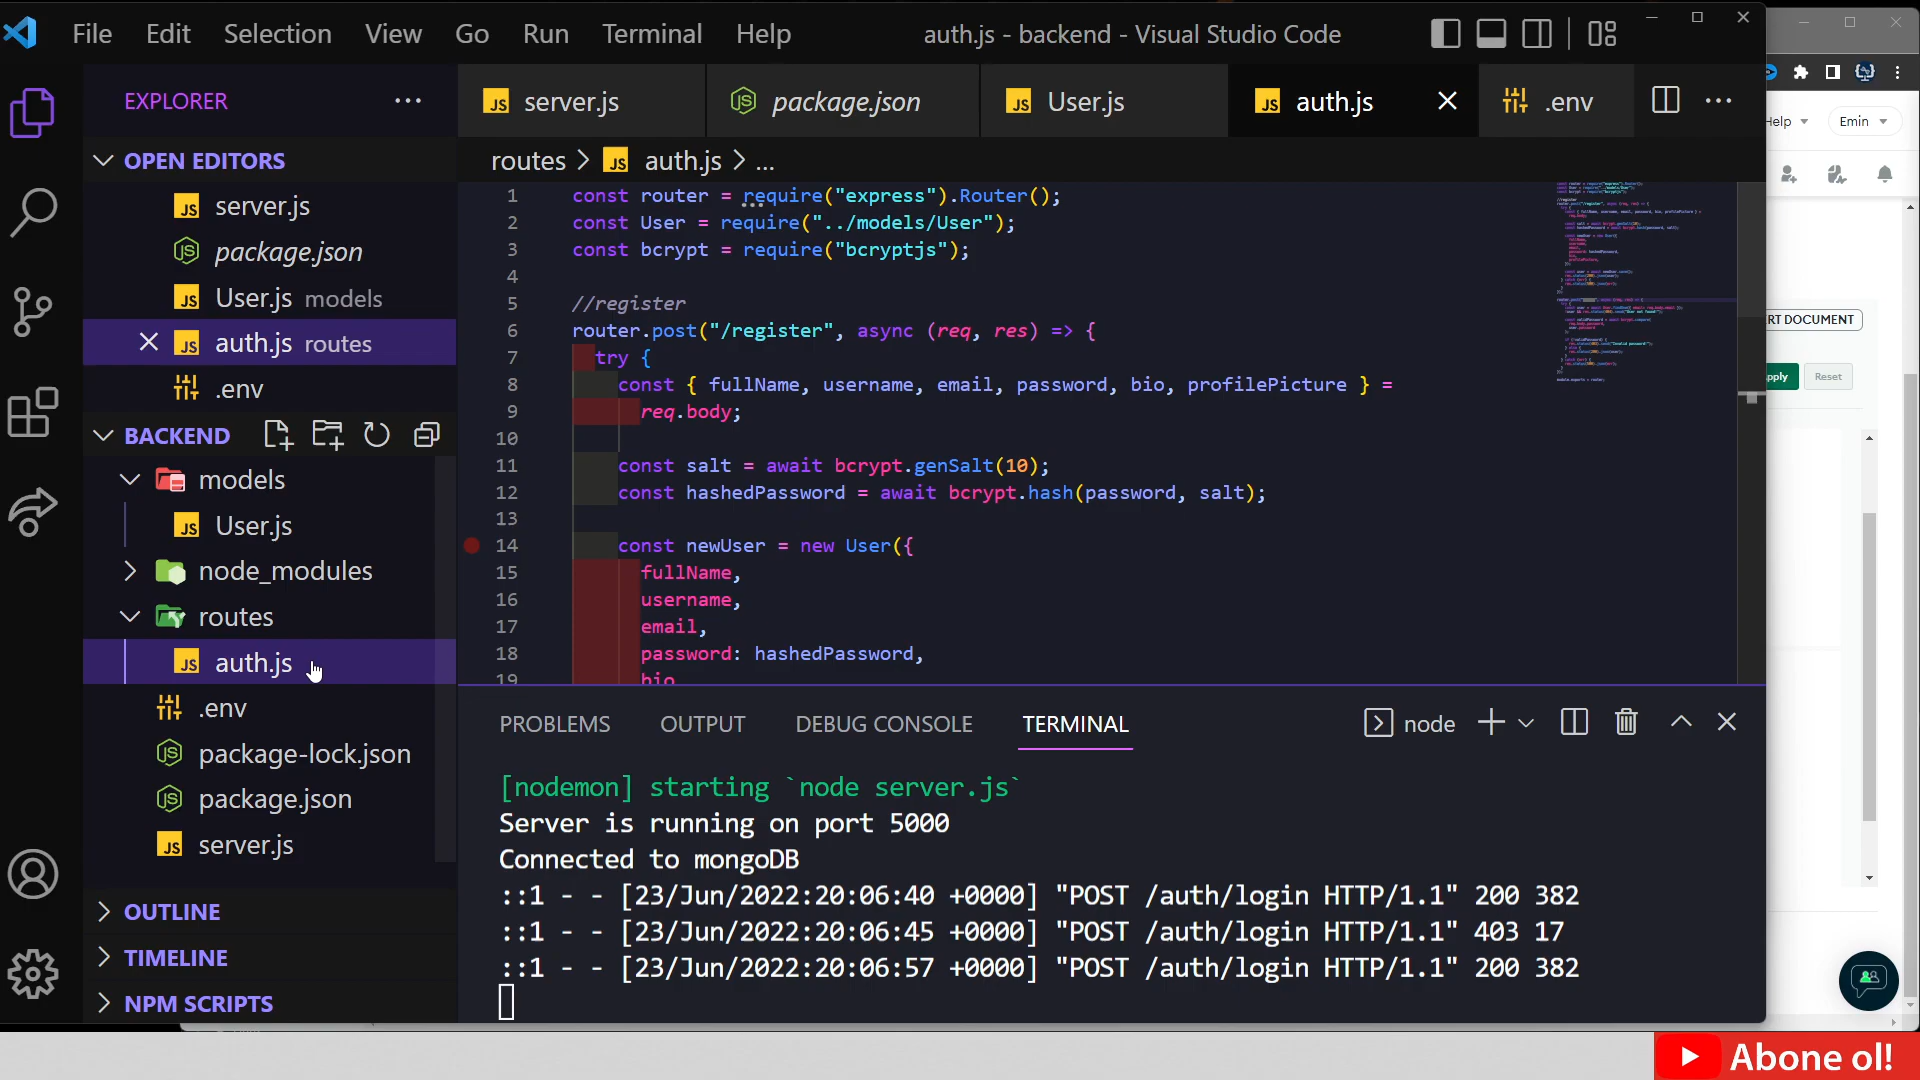 File Edit Selection View Go Run Terminal Help auth.js - backend - Visual Studio Code
EXPLORER
OPEN EDITORS
server.js
package.json
User.js models
auth.js routes
.env
BACKEND
models
User.js
node_modules
routes
auth.js
.env
package-lock.json
package.json
server.js
OUTLINE
TIMELINE
NPM SCRIPTS
server.js package.json User.js auth.js .env
routes > auth.js > ...
1 const router = require("express").Router();
2 const User = require("../models/User");
3 const bcrypt = require("bcryptjs");
4
5 //register
6 router.post("/register", async (req, res) => {
7 try {
8 const { fullName, username, email, password, bio, profilePicture } =
9 req.body;
10
11 const salt = await bcrypt.genSalt(10);
12 const hashedPassword = await bcrypt.hash(password, salt);
13
14 const newUser = new User({
15 fullName,
16 username,
17 email,
18 password: hashedPassword,
19 bio
PROBLEMS OUTPUT DEBUG CONSOLE TERMINAL node
[nodemon] starting `node server.js`
Server is running on port 5000
Connected to mongoDB
::1 - - [23/Jun/2022:20:06:40 +0000] "POST /auth/login HTTP/1.1" 200 382
::1 - - [23/Jun/2022:20:06:45 +0000] "POST /auth/login HTTP/1.1" 403 17
::1 - - [23/Jun/2022:20:06:57 +0000] "POST /auth/login HTTP/1.1" 200 382
Help Emin
RT DOCUMENT
pply Reset
Abone ol!